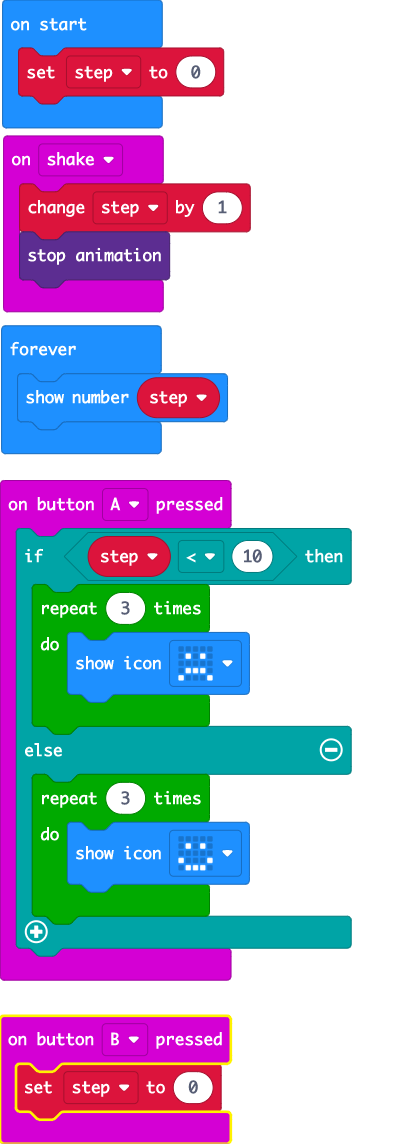 on start
set step to 0
on shake
change step by 1
stop animation
forever
show number step
on button A pressed
if step < 10 then
repeat 3 times
do
show icon
else
repeat 3 times
do
show icon
on button B pressed
set step to 0